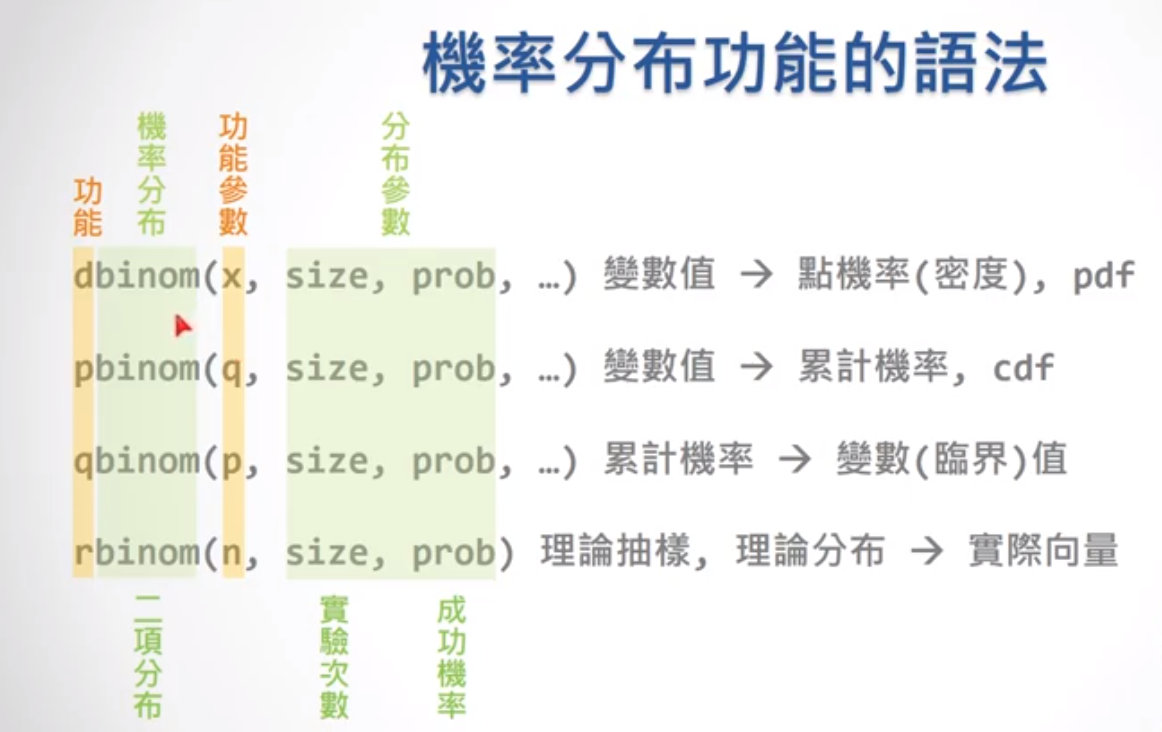 機率分布功能的語法
功能
機率分布
功能參數
分布參數
dbinom(x, size, prob, …) 變數值 → 點機率(密度), pdf
pbinom(q, size, prob, …) 變數值 → 累計機率, cdf
qbinom(p, size, prob, …) 累計機率 → 變數(臨界)值
rbinom(n, size, prob) 理論抽樣, 理論分布 → 實際向量
二項分布
實驗次數
成功機率